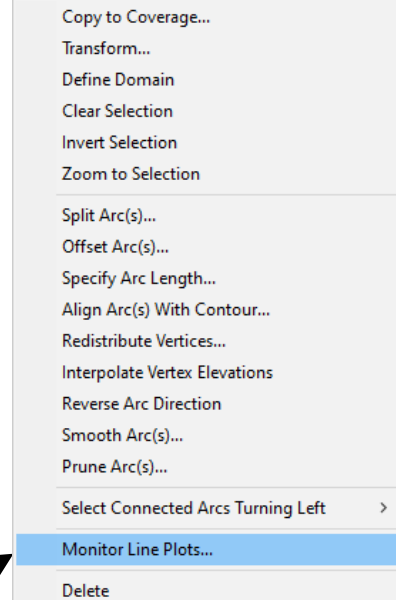 Copy to Coverage...
Transform...
Define Domain
Clear Selection
Invert Selection
Zoom to Selection
Split Arc(s)...
Offset Arc(s)...
Specify Arc Length...
Align Arc(s) With Contour...
Redistribute Vertices...
Interpolate Vertex Elevations
Reverse Arc Direction
Smooth Arc(s)...
Prune Arc(s)...
Select Connected Arcs Turning Left
Monitor Line Plots...
Delete